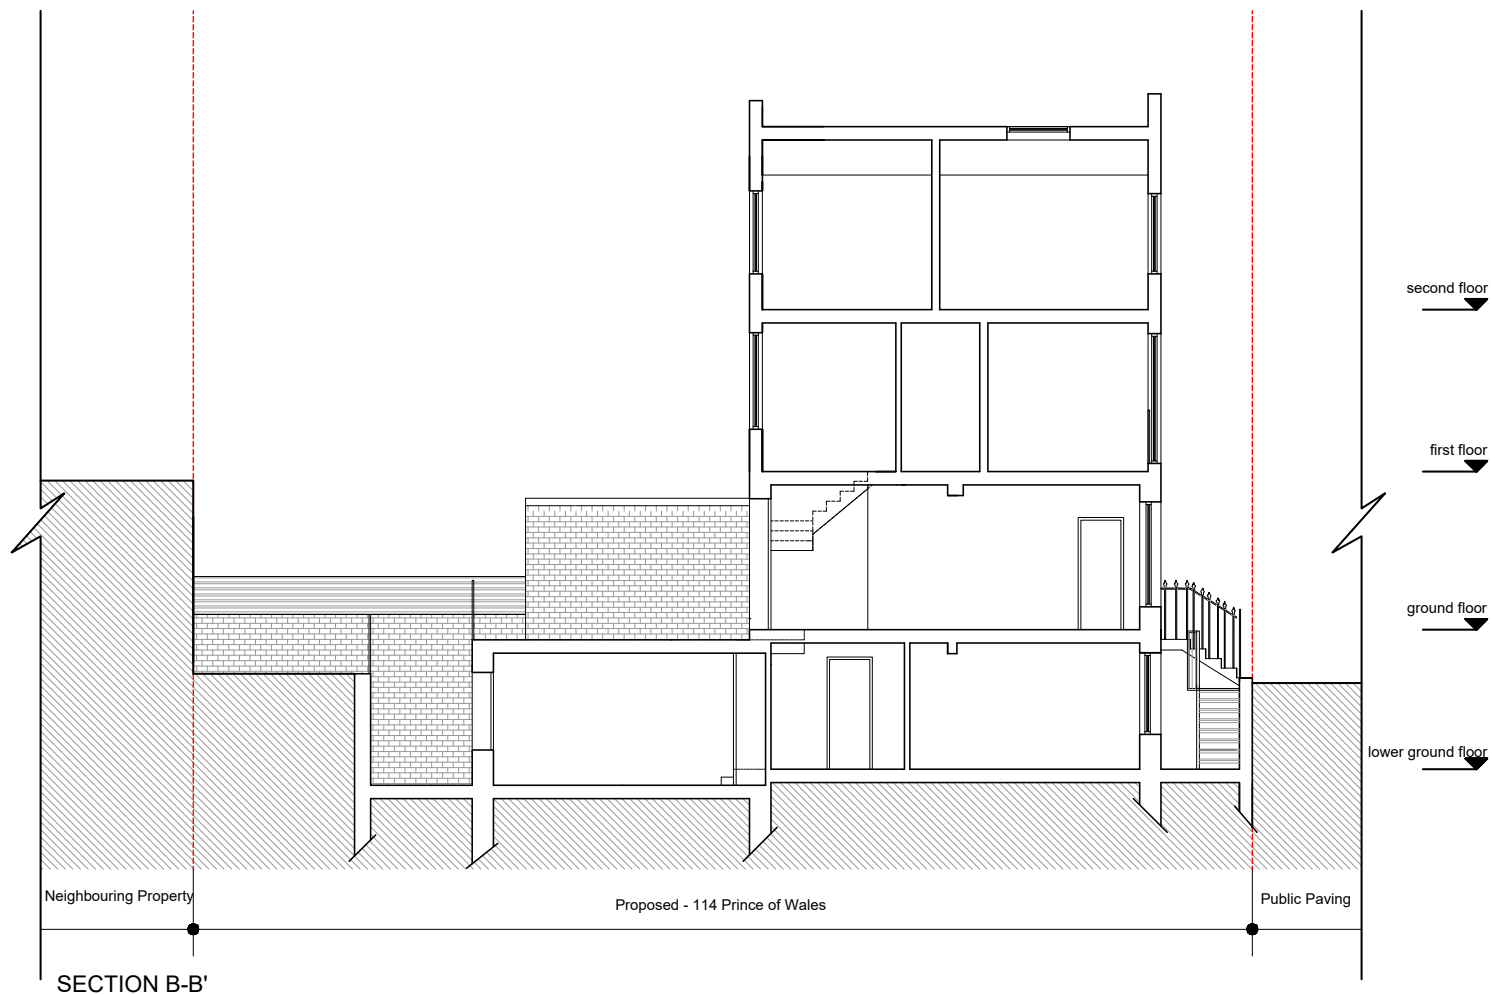 second floor
first floor
ground floor
lower ground floor
Neighbouring Property
Proposed - 114 Prince of Wales
Public Paving
SECTION B-B'